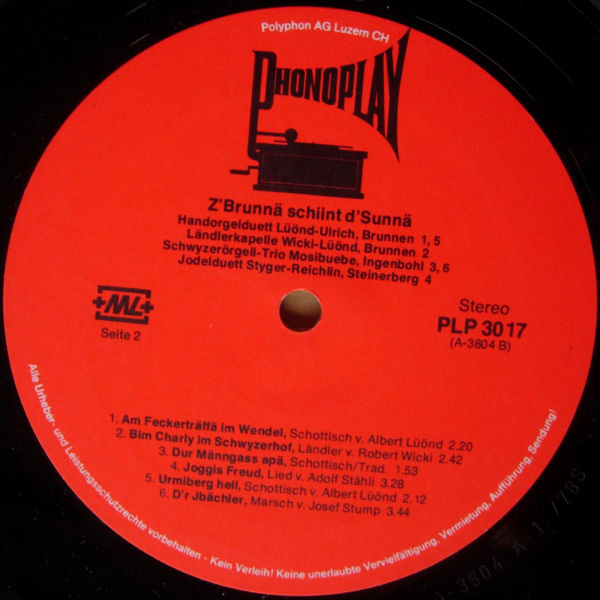 Polyphon AG Luzern CH
PHONOPLAY
Z'Brunnä schiint d'Sunnä
Handorgelduett Lüönd-Ulrich, Brunnen 1, 5
Ländlerkapelle Wicki-Lüönd, Brunnen 2
Schwyzerörgeli-Trio Mosibuebe, Ingenbohl 3, 6
Jodelduett Styger-Reichlin, Steinerberg 4
+ML+
Seite 2
Stereo
PLP 3017
(A-3804 B)
1. Am Feckerträffä im Wendel, Schottisch v. Albert Lüönd 2.20
2. Bim Charly im Schwyzerhof, Ländler v. Robert Wicki 2.42
3. Dur Männgass apä, Schottisch/Trad. 1.53
4. Joggis Freud, Lied v. Adolf Stähli 3.28
5. Urmiberg hell, Schottisch v. Albert Lüönd 2.12
6. D'r Jbächler, Marsch v. Josef Stump 3.44
Alle Urheber- und Leistungsschutzrechte vorbehalten - Kein Verleih! Keine unerlaubte Vervielfältigung, Vermietung, Aufführung, Sendung!